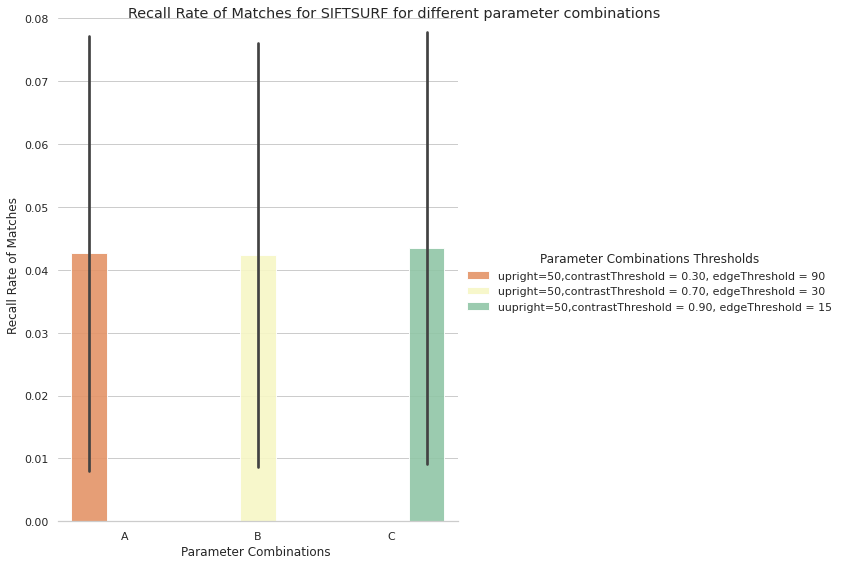 Recall Rate of Matches for SIFTSURF for different parameter combinations
0.08
0.07
0.06
0.05
0.04
0.03
0.02
0.01
0.00
Recall Rate of Matches
A
B
C
Parameter Combinations
Parameter Combinations Thresholds
upright=50,contrastThreshold = 0.30, edgeThreshold = 90
upright=50,contrastThreshold = 0.70, edgeThreshold = 30
uupright=50,contrastThreshold = 0.90, edgeThreshold = 15